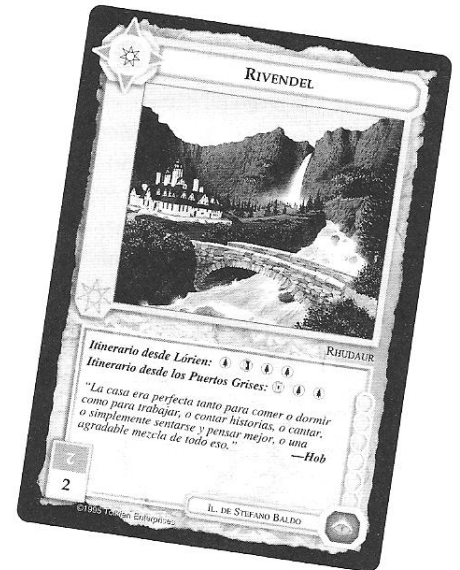 RIVENDEL
RHUDAUR
Itinerario desde Lórien:
Itinerario desde los Puertos Grises:
"La casa era perfecta tanto para comer o dormir
como para trabajar, o contar historias, o cantar,
o simplemente sentarse y pensar mejor, o una
agradable mezcla de todo eso."
—Hob
2
2
IL. DE STEFANO BALDO
©1995 Tolkien Enterprises